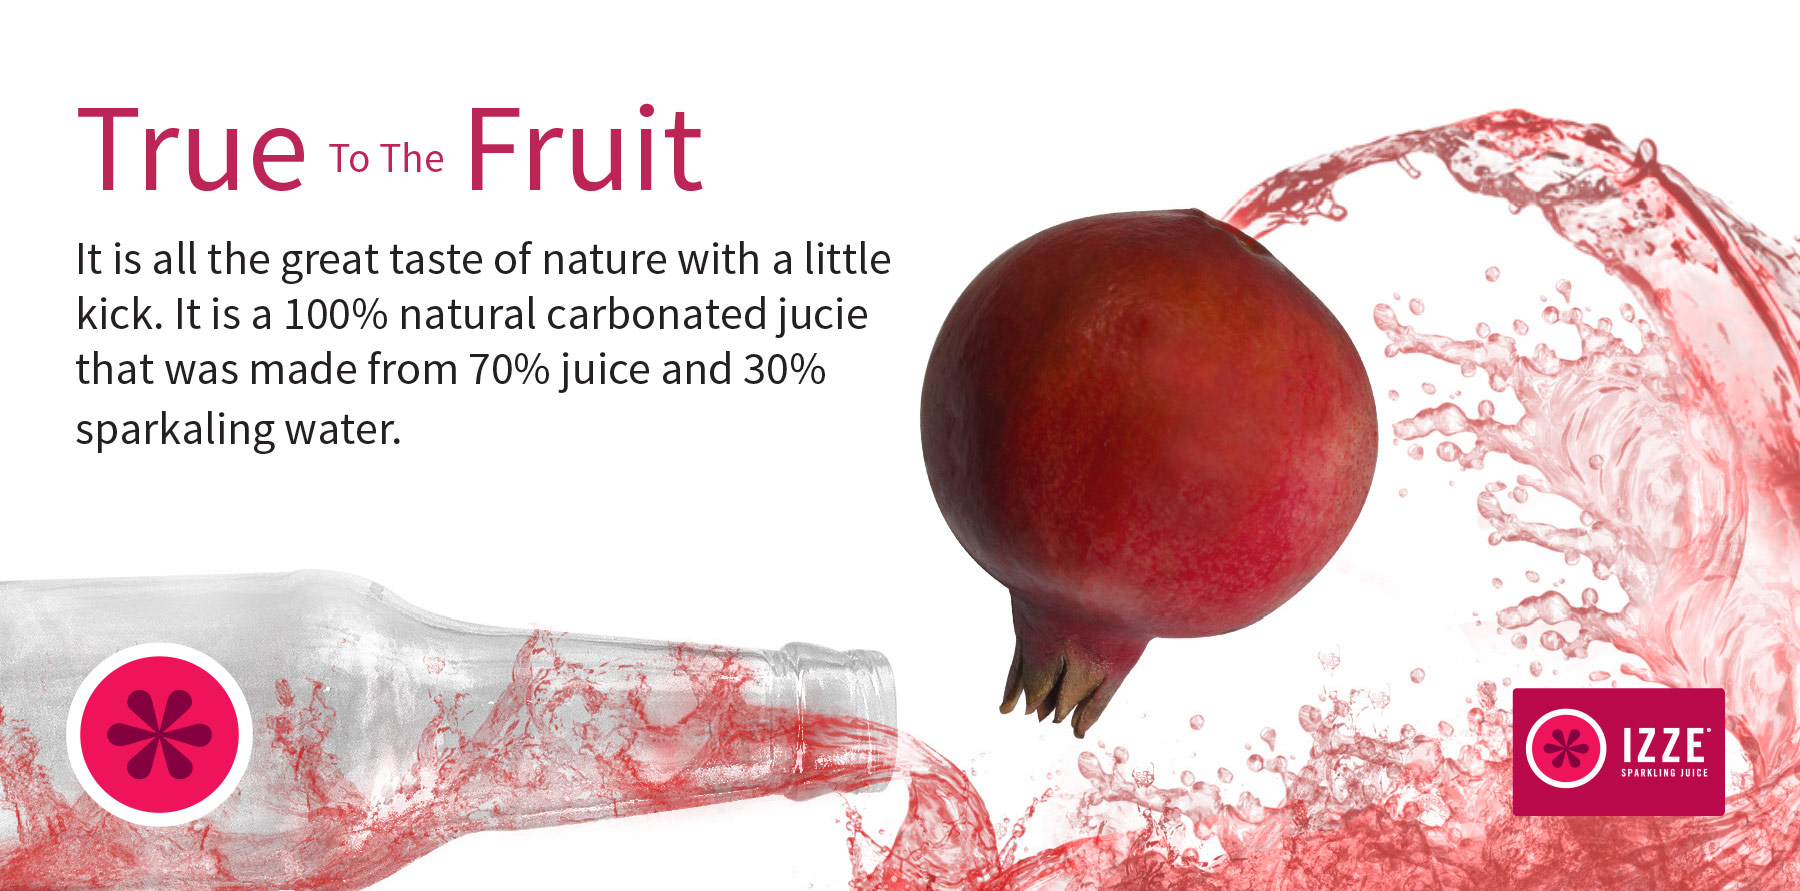 True To The Fruit
It is all the great taste of nature with a little
kick. It is a 100% natural carbonated jucie
that was made from 70% juice and 30%
sparkaling water.
IZZE
SPARKLING JUICE